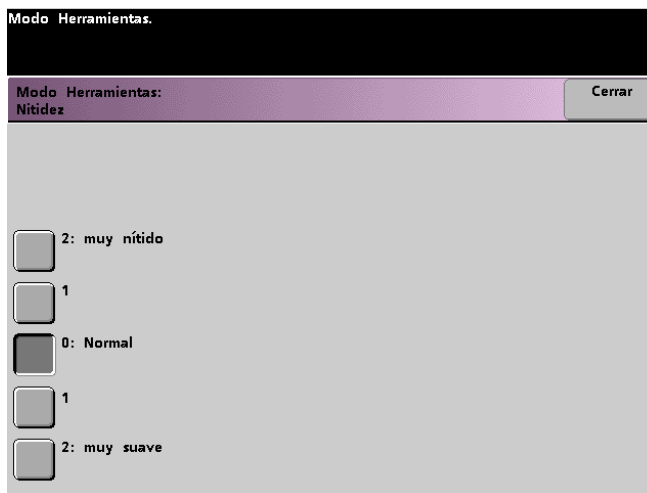 Modo Herramientas.
Modo Herramientas:
Nitidez
Cerrar
2: muy nítido
1
0: Normal
1
2: muy suave